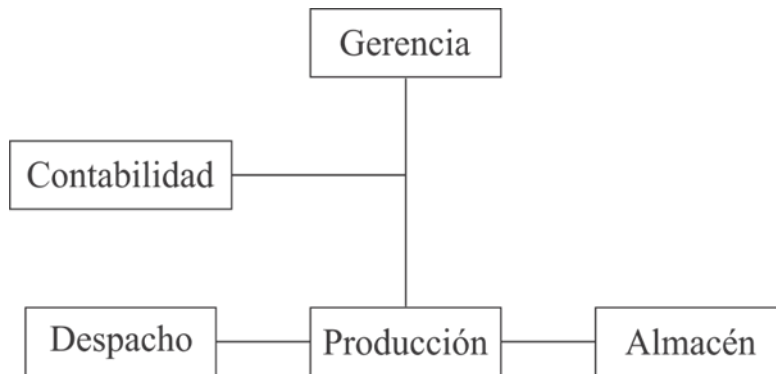 Gerencia
Contabilidad
Despacho
Producción
Almacén